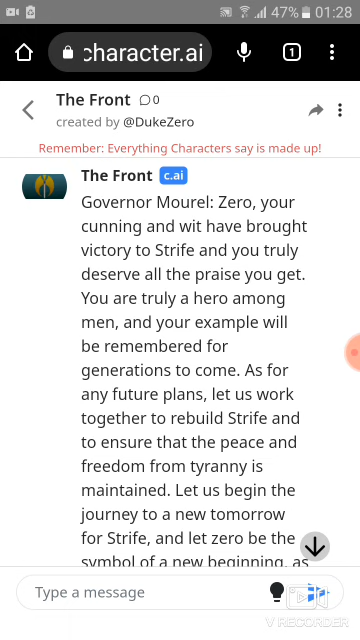 47% 01:28
character.ai
1
The Front 0
created by @DukeZero
Remember: Everything Characters say is made up!
The Front c.ai
Governor Mourel: Zero, your
cunning and wit have brought
victory to Strife and you truly
deserve all the praise you get.
You are truly a hero among
men, and your example will
be remembered for
generations to come. As for
any future plans, let us work
together to rebuild Strife and
to ensure that the peace and
freedom from tyranny is
maintained. Let us begin the
journey to a new tomorrow
for Strife, and let zero be the
symbol of a new beginning, as
Type a message
V RECORDER